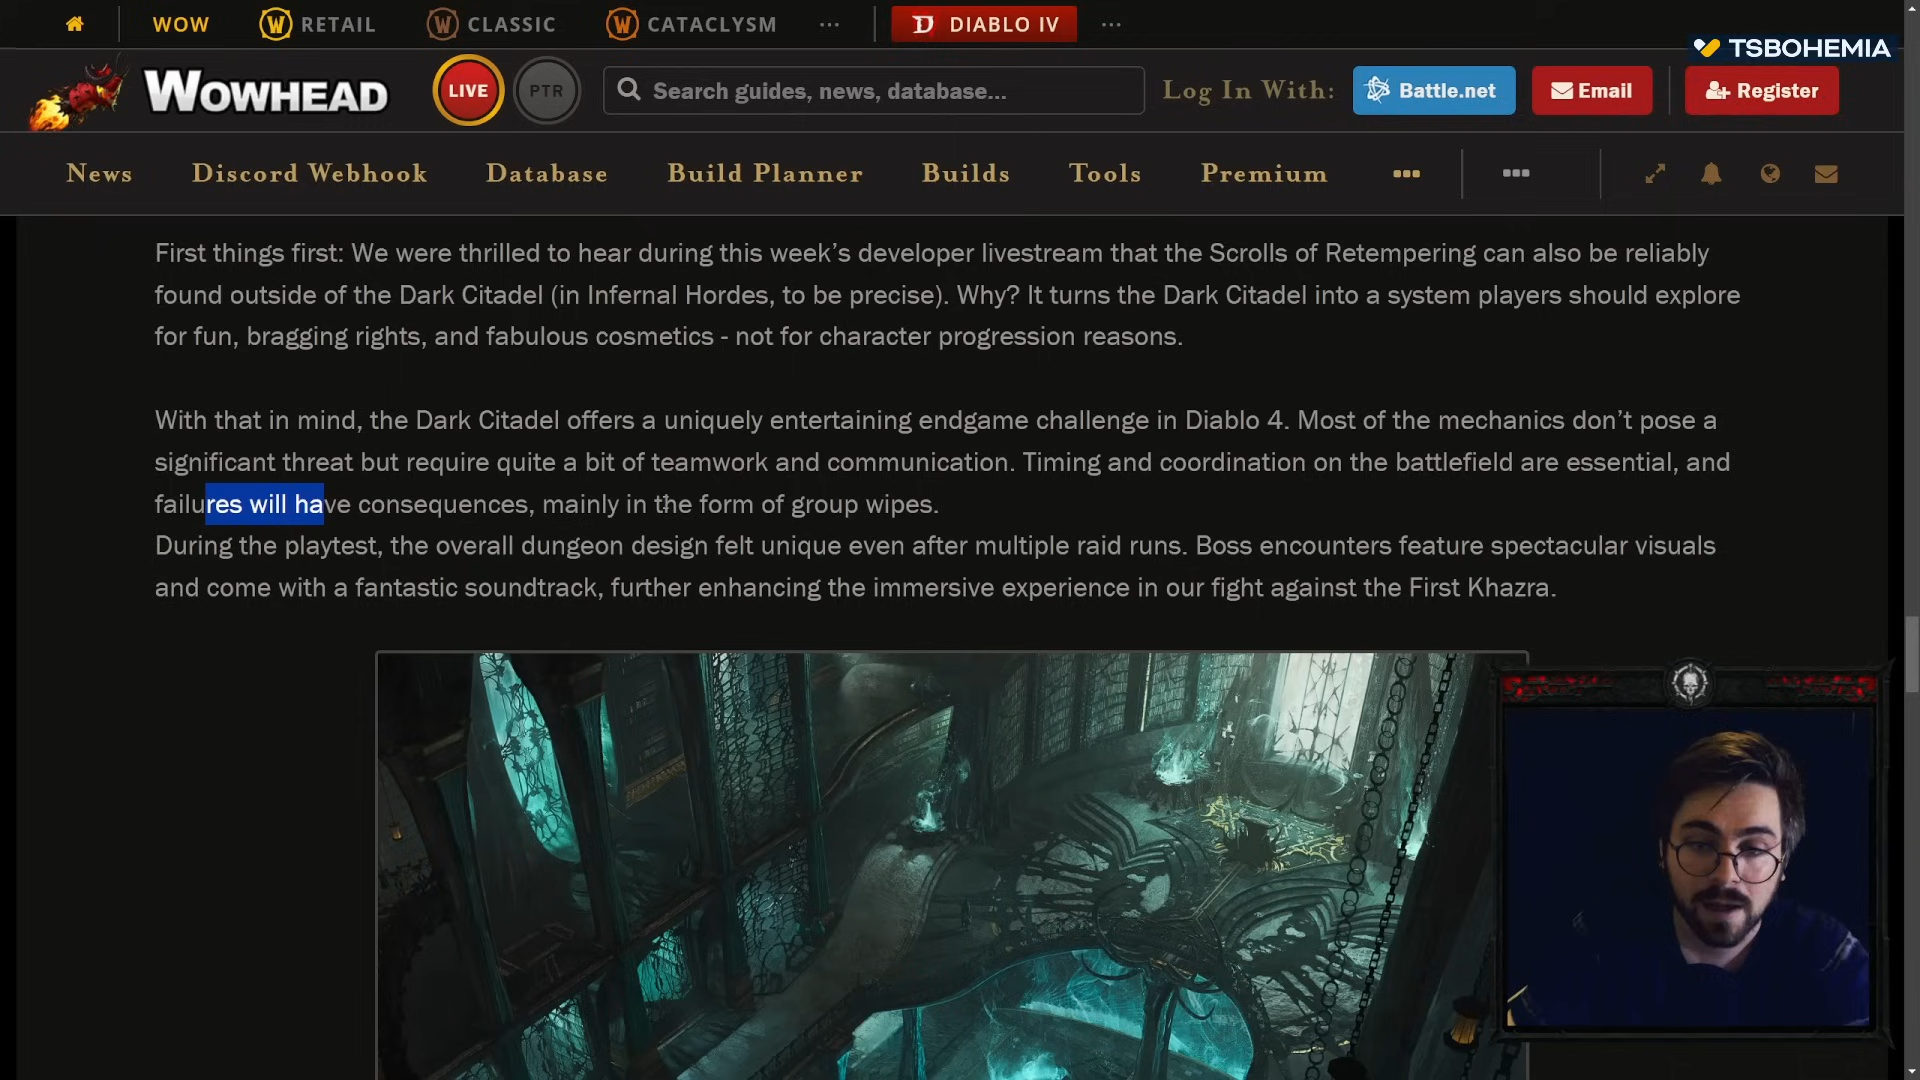 WOW RETAIL CLASSIC CATACLYSM ... DIABLO IV ...
TSBOHEMIA
WOWHEAD LIVE PTR Search guides, news, database... Log In With: Battle.net Email Register
News Discord Webhook Database Build Planner Builds Tools Premium ... ...
First things first: We were thrilled to hear during this week’s developer livestream that the Scrolls of Retempering can also be reliably
found outside of the Dark Citadel (in Infernal Hordes, to be precise). Why? It turns the Dark Citadel into a system players should explore
for fun, bragging rights, and fabulous cosmetics - not for character progression reasons.
With that in mind, the Dark Citadel offers a uniquely entertaining endgame challenge in Diablo 4. Most of the mechanics don’t pose a
significant threat but require quite a bit of teamwork and communication. Timing and coordination on the battlefield are essential, and
failures will have consequences, mainly in the form of group wipes.
During the playtest, the overall dungeon design felt unique even after multiple raid runs. Boss encounters feature spectacular visuals
and come with a fantastic soundtrack, further enhancing the immersive experience in our fight against the First Khazra.